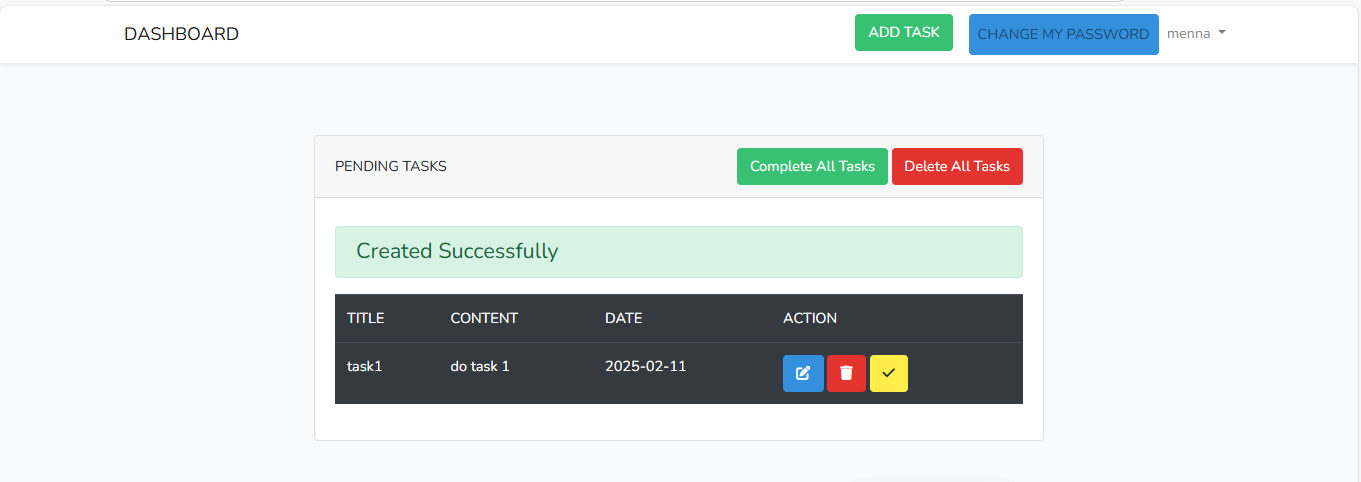 DASHBOARD ADD TASK CHANGE MY PASSWORD menna
PENDING TASKS Complete All Tasks Delete All Tasks
Created Successfully
TITLE CONTENT DATE ACTION
task1 do task 1 2025-02-11